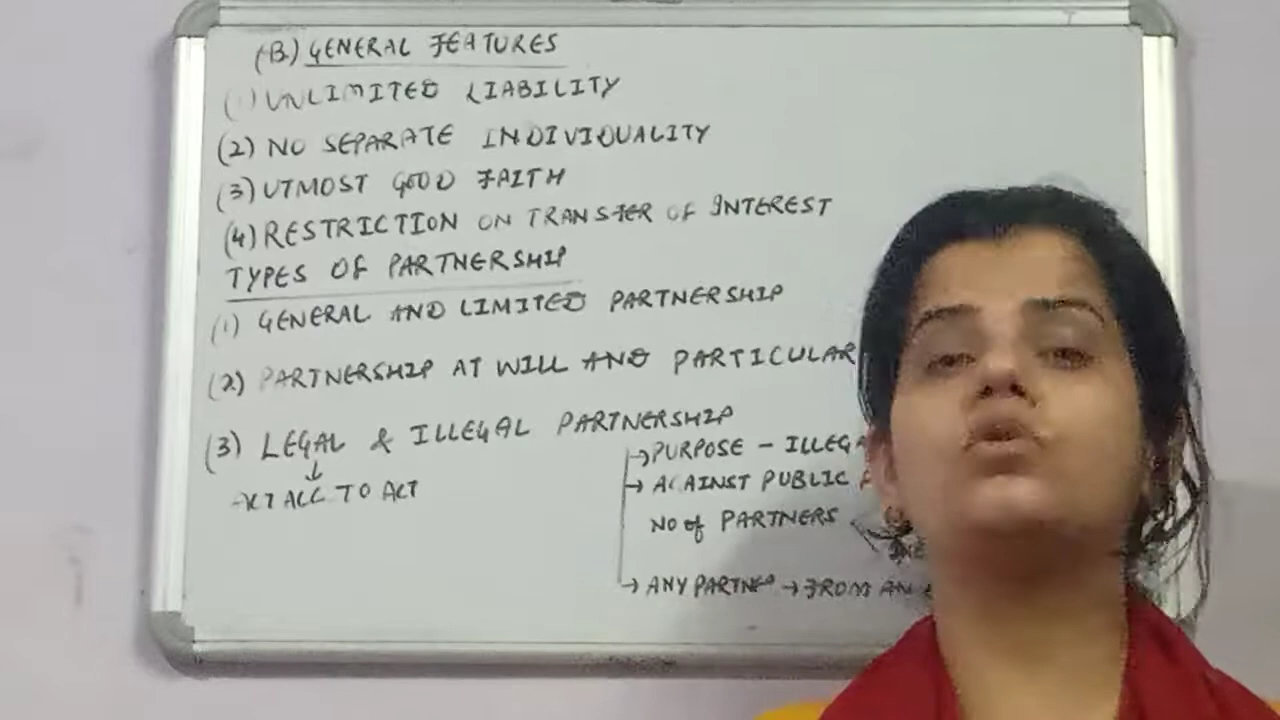 (B) GENERAL FEATURES
(1) UNLIMITED LIABILITY
(2) NO SEPARATE INDIVIDUALITY
(3) UTMOST GOOD FAITH
(4) RESTRICTION ON TRANSFER OF INTEREST
TYPES OF PARTNERSHIP
(1) GENERAL AND LIMITED PARTNERSHIP
(2) PARTNERSHIP AT WILL AND PARTICULAR
(3) LEGAL & ILLEGAL PARTNERSHIP
→ PURPOSE -
→ AGAINST PUBLIC
ACC TO ACT
NO of PARTNERS
→ ANY PARTNER → FROM AN